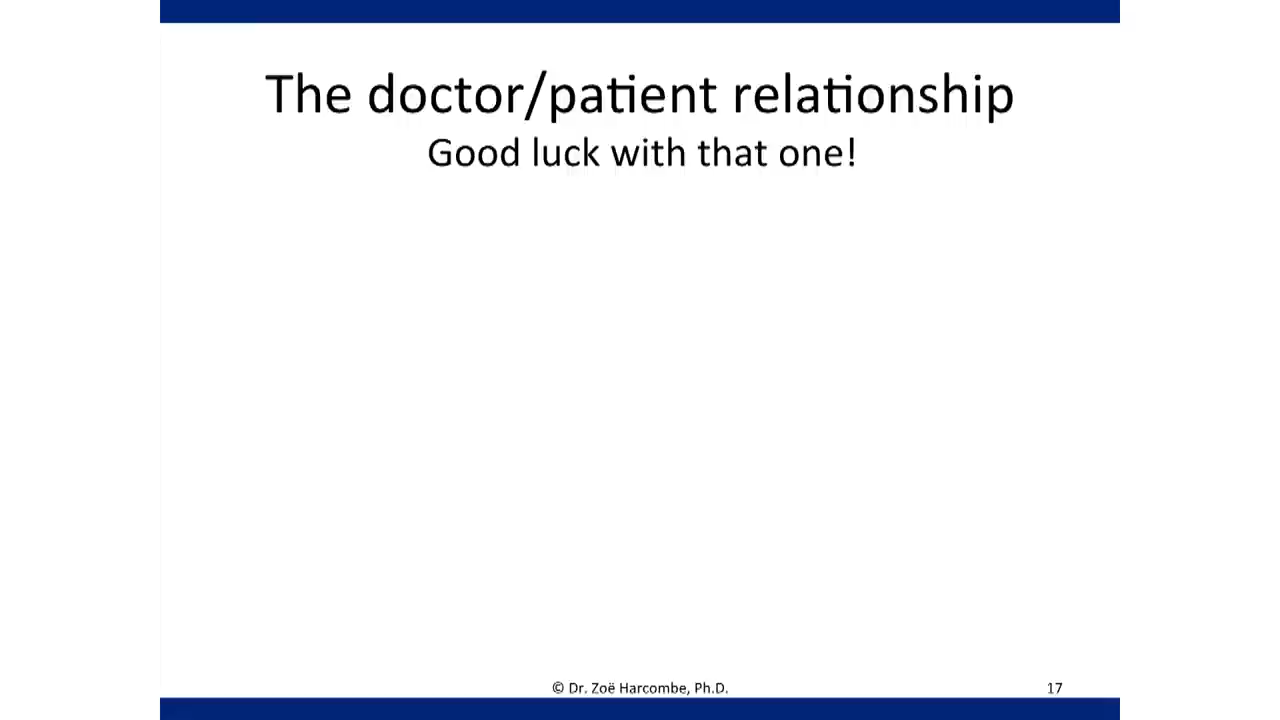 The doctor/patient relationship
Good luck with that one!
© Dr. Zoë Harcombe, Ph.D.
17